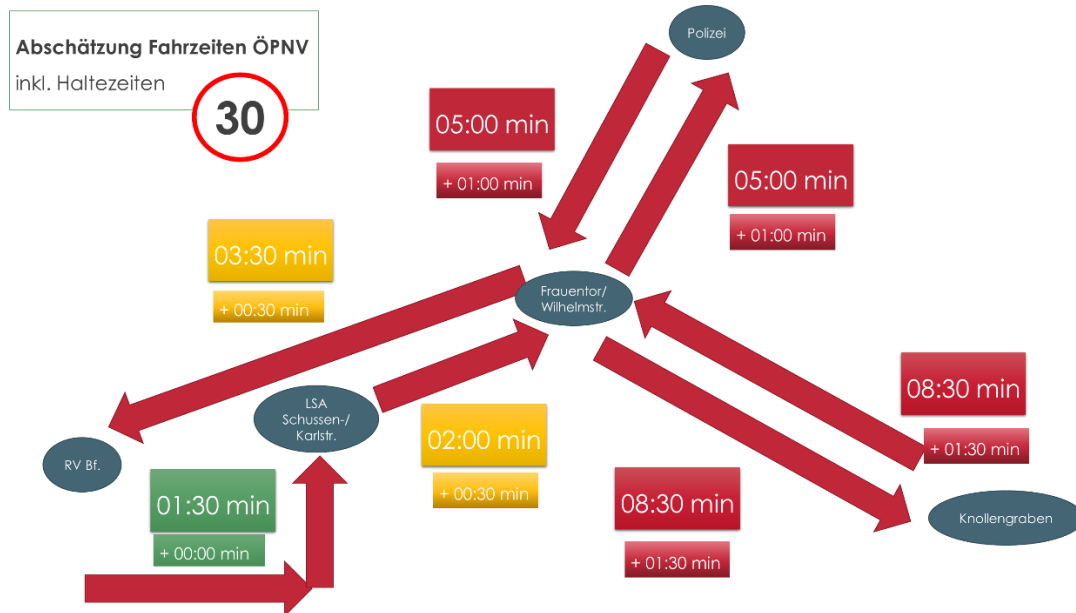 Abschätzung Fahrzeiten ÖPNV
inkl. Haltezeiten
30
Polizei
05:00 min
+ 01:00 min
05:00 min
+ 01:00 min
03:30 min
+ 00:30 min
Frauentor/
Wilhelmstr.
LSA
Schussen-/
Karlstr.
RV Bf.
02:00 min
+ 00:30 min
01:30 min
+ 00:00 min
08:30 min
+ 01:30 min
08:30 min
+ 01:30 min
Knollengraben